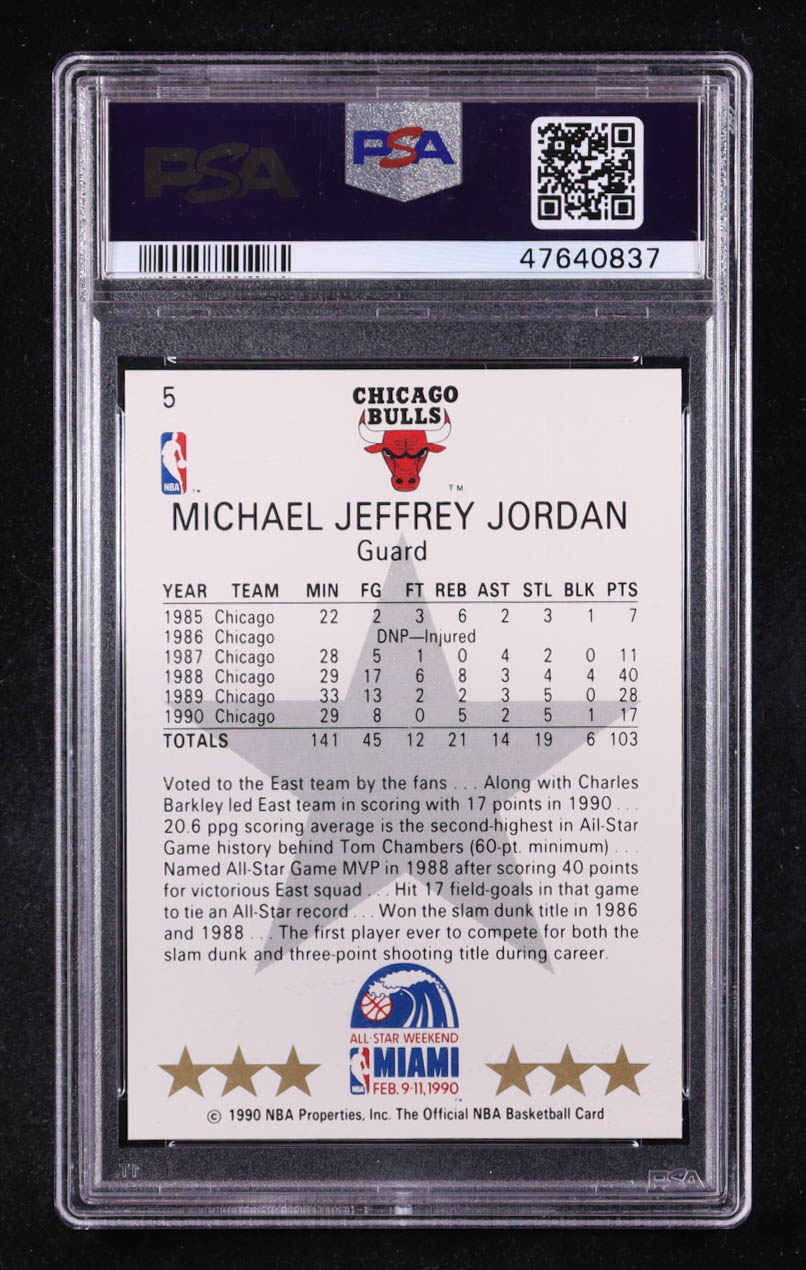 PSA
PSA
47640837
5
CHICAGO
BULLS
NBA
TM
MICHAEL JEFFREY JORDAN
Guard
YEAR TEAM MIN FG FT REB AST STL BLK PTS
1985 Chicago 22 2 3 6 2 3 1 7
1986 Chicago DNP—Injured
1987 Chicago 28 5 1 0 4 2 0 11
1988 Chicago 29 17 6 8 3 4 4 40
1989 Chicago 33 13 2 2 3 5 0 28
1990 Chicago 29 8 0 5 2 5 1 17
TOTALS 141 45 12 21 14 19 6 103
Voted to the East team by the fans . . . Along with Charles
Barkley led East team in scoring with 17 points in 1990 . . .
20.6 ppg scoring average is the second-highest in All-Star
Game history behind Tom Chambers (60-pt. minimum) . . .
Named All-Star Game MVP in 1988 after scoring 40 points
for victorious East squad . . . Hit 17 field-goals in that game
to tie an All-Star record . . . Won the slam dunk title in 1986
and 1988 . . . The first player ever to compete for both the
slam dunk and three-point shooting title during career.
ALL-STAR WEEKEND
MIAMI
NBA
FEB. 9-11, 1990
© 1990 NBA Properties, Inc. The Official NBA Basketball Card
PSA